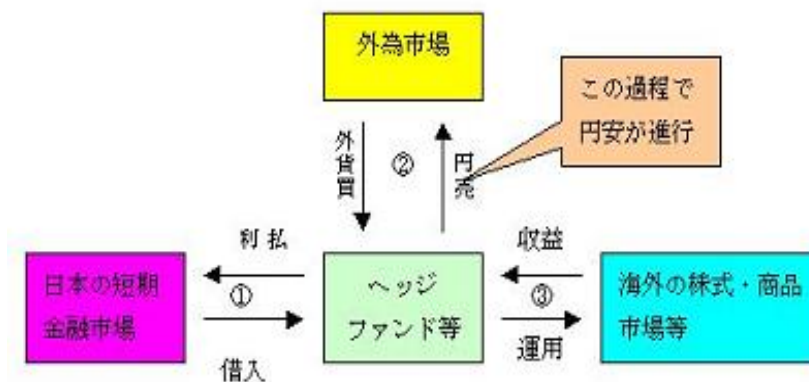 外為市場
この過程で
円安が進行
外貨買
②
円売
利払
収益
日本の短期
金融市場
①
ヘッジ
ファンド等
③
海外の株式・商品
市場等
借入
運用